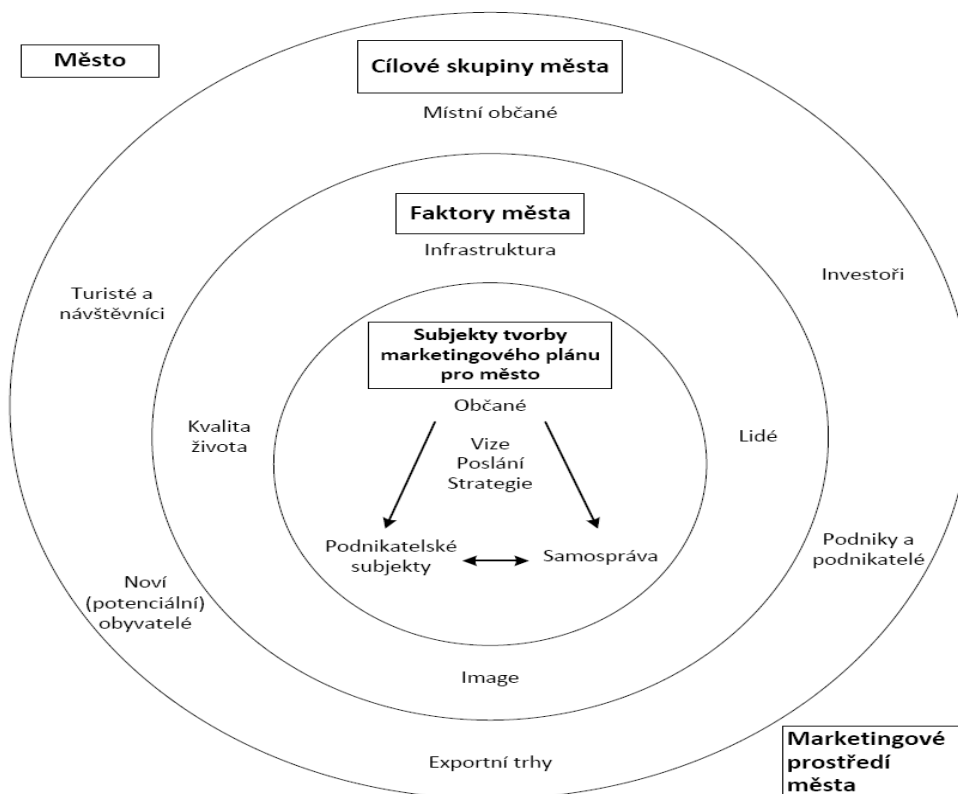 Město
Cílové skupiny města
Místní občané
Faktory města
Infrastruktura
Investoři
Turisté a
návštěvníci
Subjekty tvorby
marketingového plánu
pro město
Občané
Kvalita
života
Vize
Poslání
Strategie
Lidé
Podnikatelské
subjekty
Samospráva
Podniky a
podnikatelé
Noví
(potenciální)
obyvatelé
Image
Exportní trhy
Marketingové
prostředí
města